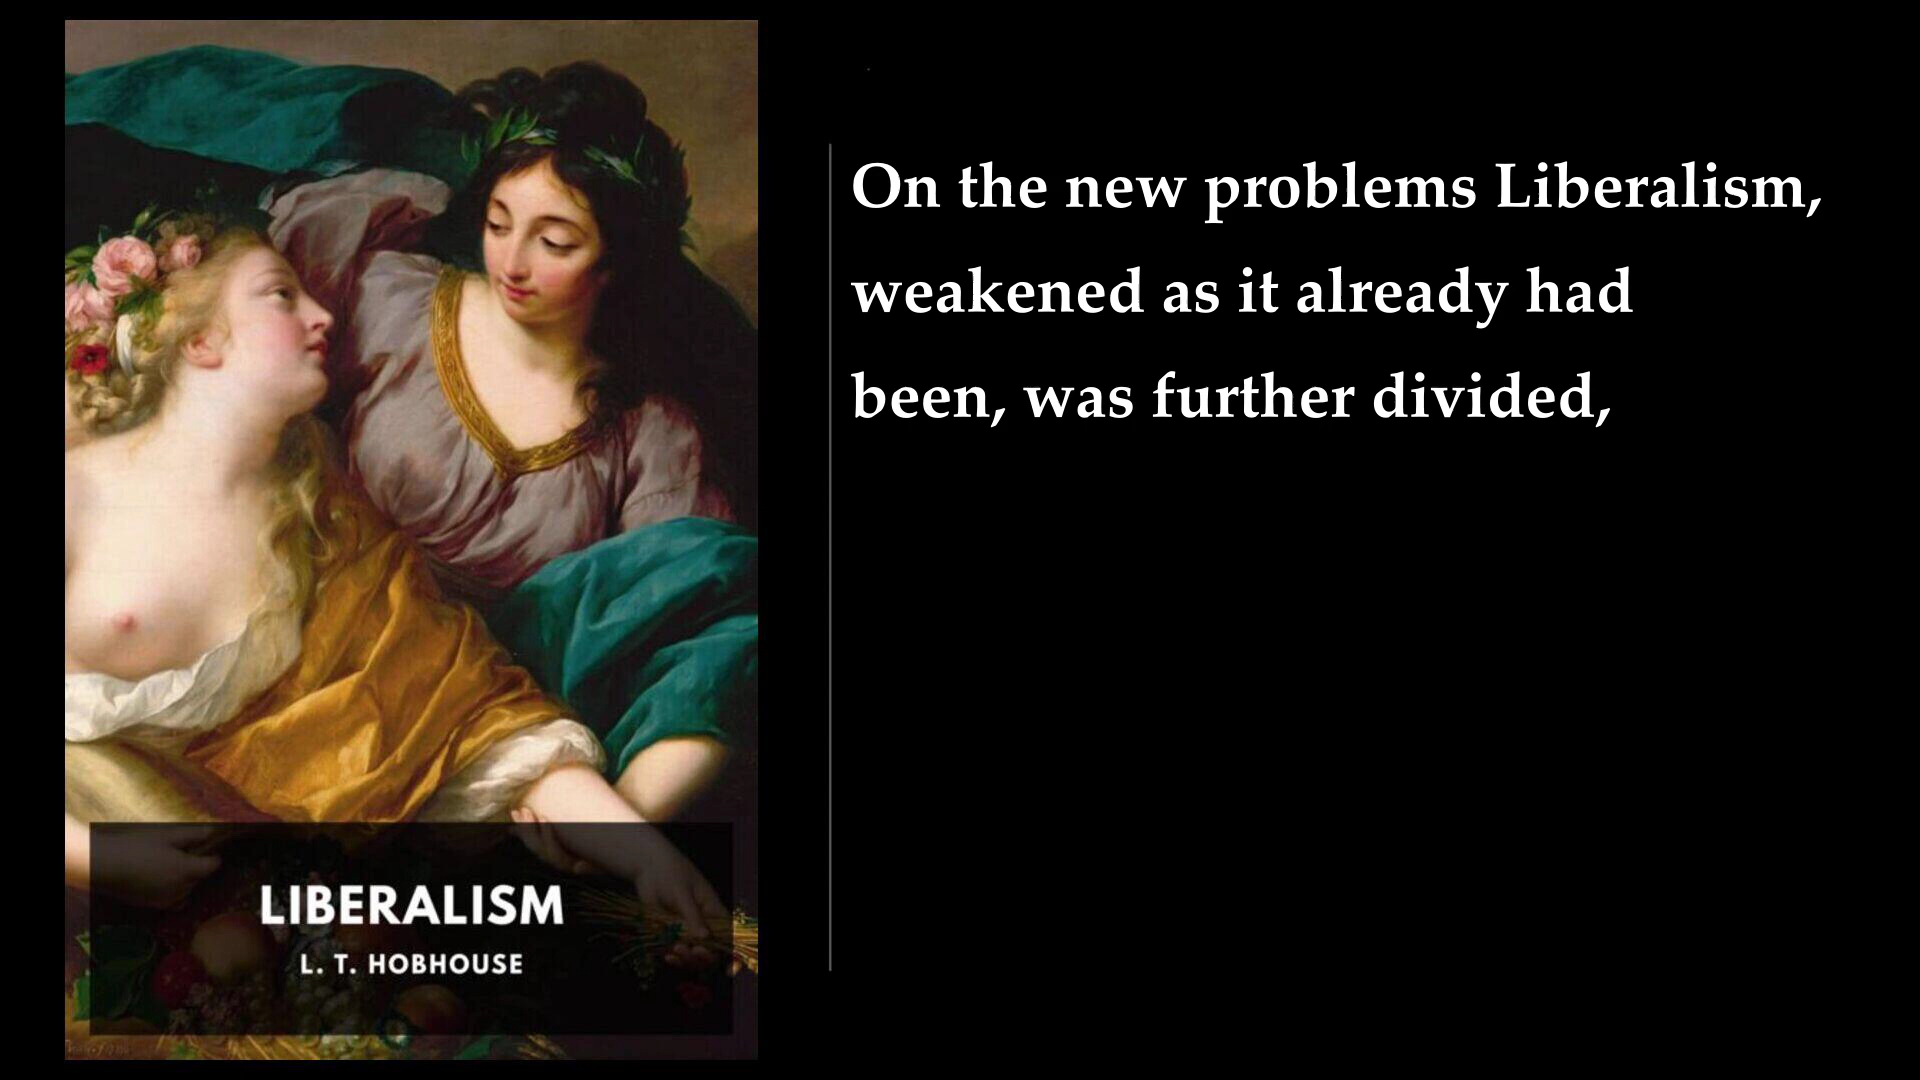 LIBERALISM
L. T. HOBHOUSE
On the new problems Liberalism,
weakened as it already had
been, was further divided,